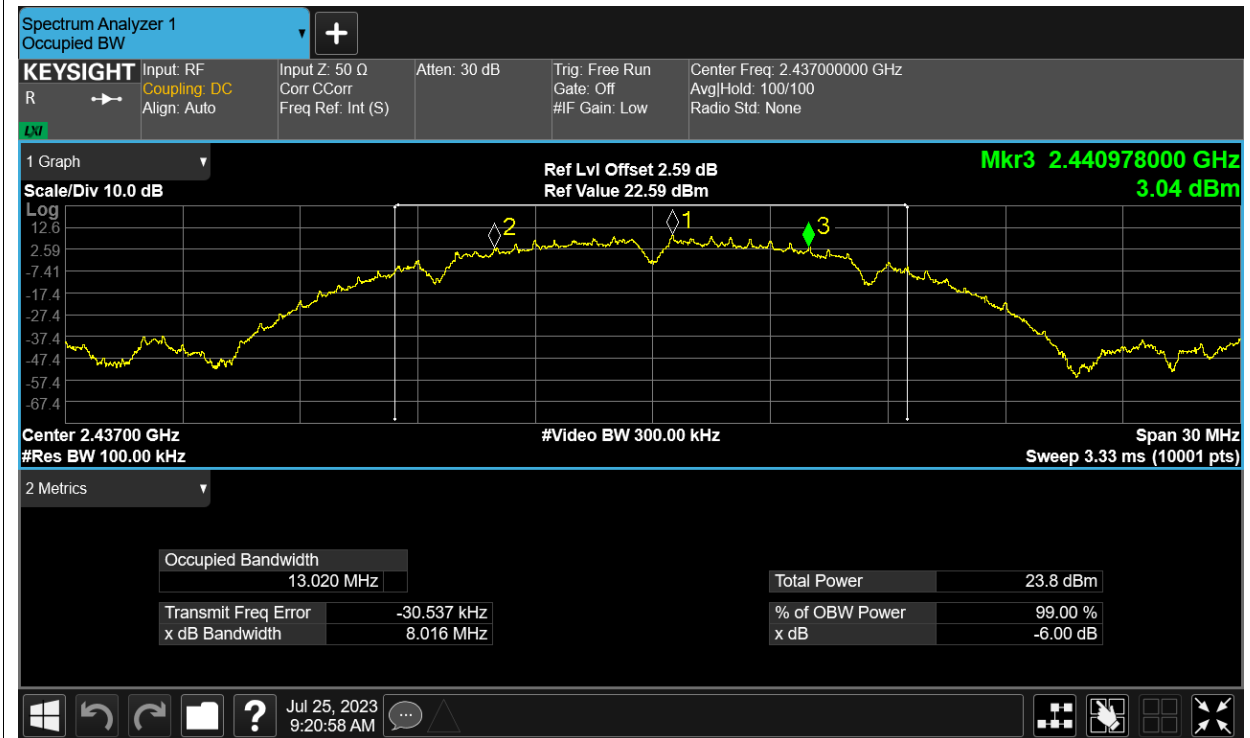 Spectrum Analyzer 1
Occupied BW
KEYSIGHT
R
LXI
Input: RF
Coupling: DC
Align: Auto
Input Z: 50 Ω
Corr CCorr
Freq Ref: Int (S)
Atten: 30 dB
Trig: Free Run
Gate: Off
#IF Gain: Low
Center Freq: 2.437000000 GHz
Avg|Hold: 100/100
Radio Std: None
1 Graph
Scale/Div 10.0 dB
Ref Lvl Offset 2.59 dB
Ref Value 22.59 dBm
Mkr3 2.440978000 GHz
3.04 dBm
Log
12.6
2.59
-7.41
-17.4
-27.4
-37.4
-47.4
-57.4
-67.4
2
1
3
Center 2.43700 GHz
#Res BW 100.00 kHz
#Video BW 300.00 kHz
Span 30 MHz
Sweep 3.33 ms (10001 pts)
2 Metrics
Occupied Bandwidth
13.020 MHz
Transmit Freq Error -30.537 kHz
x dB Bandwidth 8.016 MHz
Total Power 23.8 dBm
% of OBW Power 99.00 %
x dB -6.00 dB
?
Jul 25, 2023
9:20:58 AM